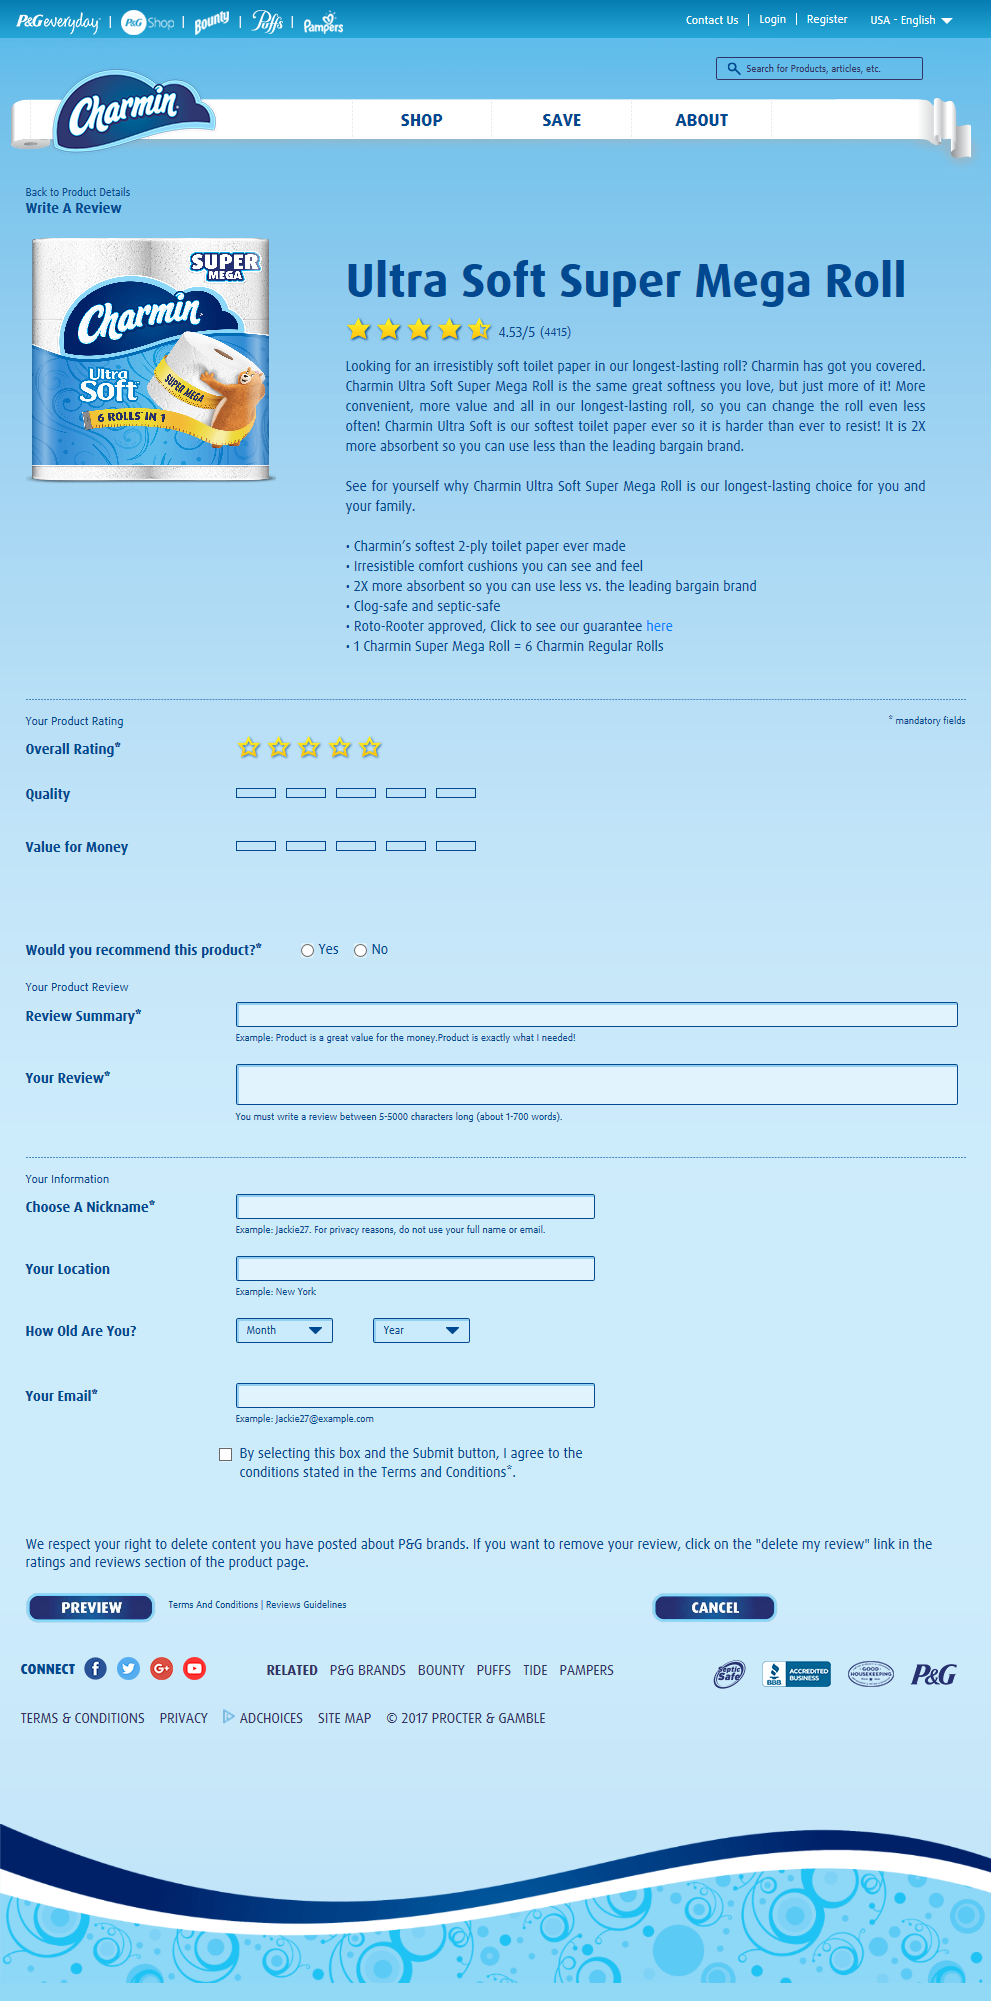 P&G everyday | P&G Shop | Bounty | Puffs | Pampers
Contact Us | Login | Register USA - English
Search for Products, articles, etc.
Charmin
SHOP SAVE ABOUT
Back to Product Details
Write A Review
SUPER
MEGA
Charmin
Ultra
Soft
SUPER MEGA
6 ROLLS IN 1
Ultra Soft Super Mega Roll
4.53/5 (4415)
Looking for an irresistibly soft toilet paper in our longest-lasting roll? Charmin has got you covered.
Charmin Ultra Soft Super Mega Roll is the same great softness you love, but just more of it! More
convenient, more value and all in our longest-lasting roll, so you can change the roll even less
often! Charmin Ultra Soft is our softest toilet paper ever so it is harder than ever to resist! It is 2X
more absorbent so you can use less than the leading bargain brand.
See for yourself why Charmin Ultra Soft Super Mega Roll is our longest-lasting choice for you and
your family.
• Charmin's softest 2-ply toilet paper ever made
• Irresistible comfort cushions you can see and feel
• 2X more absorbent so you can use less vs. the leading bargain brand
• Clog-safe and septic-safe
• Roto-Rooter approved, Click to see our guarantee here
• 1 Charmin Super Mega Roll = 6 Charmin Regular Rolls
Your Product Rating * mandatory fields
Overall Rating*
Quality
Value for Money
Would you recommend this product?* Yes No
Your Product Review
Review Summary*
Example: Product is a great value for the money.Product is exactly what I needed!
Your Review*
You must write a review between 5-5000 characters long (about 1-700 words).
Your Information
Choose A Nickname*
Example: Jackie27. For privacy reasons, do not use your full name or email.
Your Location
Example: New York
How Old Are You? Month Year
Your Email*
Example: Jackie27@example.com
By selecting this box and the Submit button, I agree to the
conditions stated in the Terms and Conditions*.
We respect your right to delete content you have posted about P&G brands. If you want to remove your review, click on the "delete my review" link in the
ratings and reviews section of the product page.
PREVIEW Terms And Conditions | Reviews Guidelines CANCEL
CONNECT f G+ RELATED P&G BRANDS BOUNTY PUFFS TIDE PAMPERS Septic Safe BBB ACCREDITED BUSINESS GOOD HOUSEKEEPING P&G
TERMS & CONDITIONS PRIVACY ADCHOICES SITE MAP © 2017 PROCTER & GAMBLE